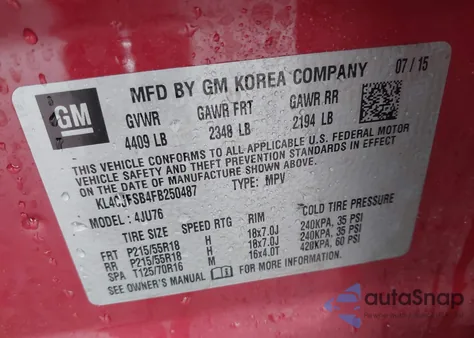 GM
MFD BY GM KOREA COMPANY 07/15
GVWR GAWR FRT GAWR RR
4409 LB 2348 LB 2194 LB
THIS VEHICLE CONFORMS TO ALL APPLICABLE U.S. FEDERAL MOTOR
VEHICLE SAFETY AND THEFT PREVENTION STANDARDS IN EFFECT ON
THE DATE OF MANUFACTURE SHOWN ABOVE.
KL4CJFSB4FB250487 TYPE: MPV
MODEL: 4JU76
TIRE SIZE SPEED RTG RIM COLD TIRE PRESSURE
FRT P215/55R18 H 18x7.0J 240KPA, 35 PSI
RR P215/55R18 H 18x7.0J 240KPA, 35 PSI
SPA T125/70R16 M 16x4.0T 420KPA, 60 PSI
SEE OWNER'S MANUAL FOR MORE INFORMATION.
autoSnap